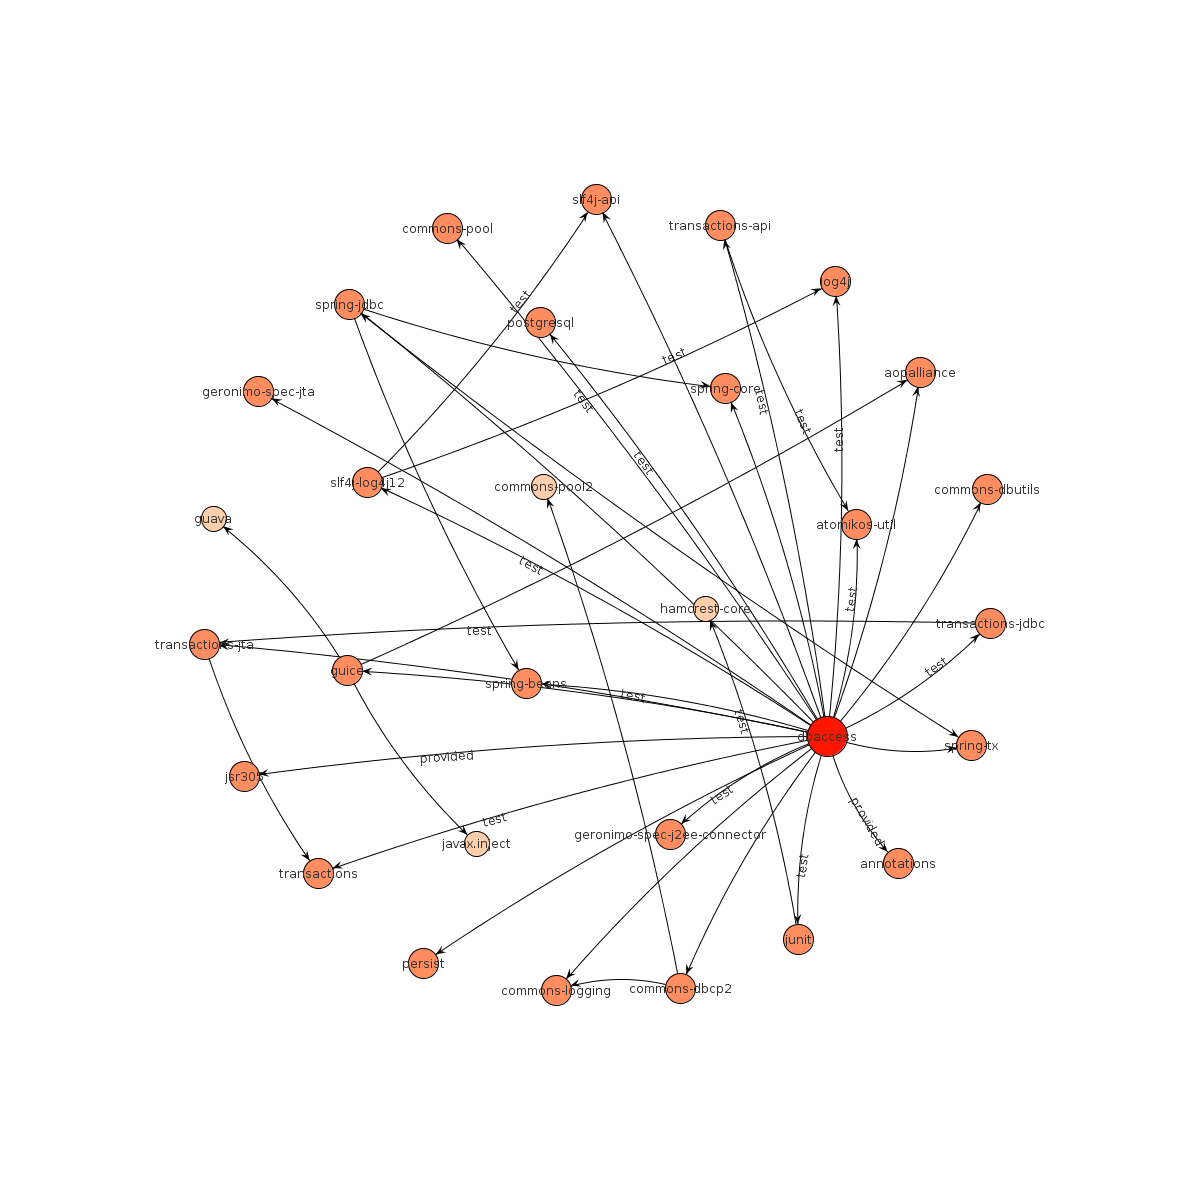 slf4j-api
commons-pool
transactions-api
log4j
test
spring-jdbc
postgresql
test
aopalliance
spring-core
geronimo-spec-jta
test
test
test
test
test
slf4j-log4j12
commons-pool2
commons-dbutils
guava
atomikos-util
test
test
hamcrest-core
transactions-jdbc
test
transactions-jta
test
guice
spring-beans
test
test
dbaccess
spring-tx
provided
jsr305
test
provided
test
geronimo-spec-j2ee-connector
javax.inject
annotations
transactions
test
junit
persist
commons-logging
commons-dbcp2